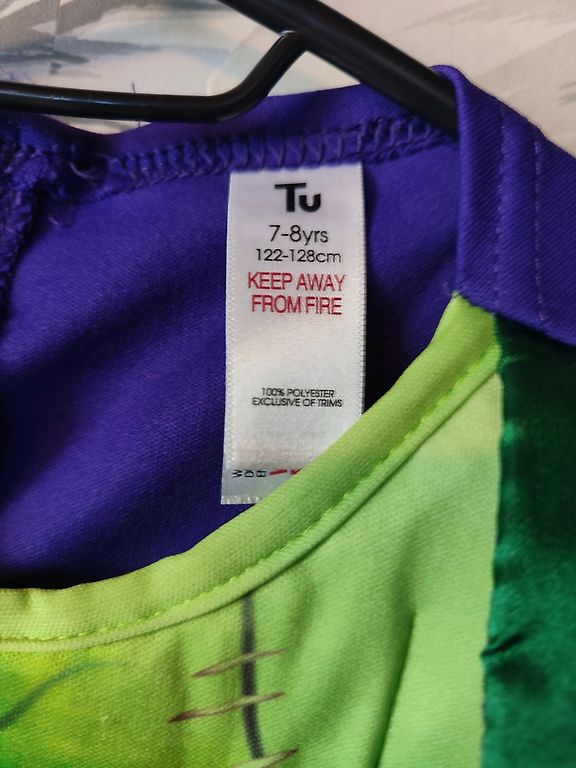 Tu
7-8yrs
122-128cm
KEEP AWAY
FROM FIRE
100% POLYESTER
EXCLUSIVE OF TRIMS